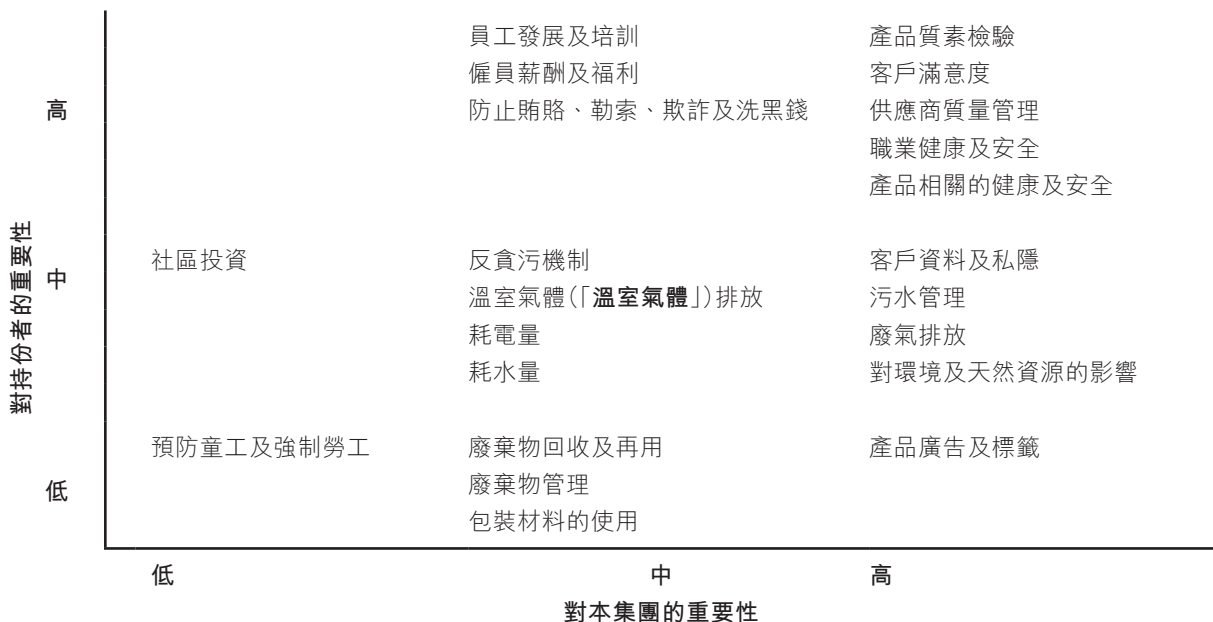 員工發展及培訓 產品質素檢驗
僱員薪酬及福利 客戶滿意度
高 防止賄賂、勒索、欺詐及洗黑錢 供應商質量管理
職業健康及安全
產品相關的健康及安全
對持份者的重要性
中 社區投資 反貪污機制 客戶資料及私隱
溫室氣體(「溫室氣體」)排放 污水管理
耗電量 廢氣排放
耗水量 對環境及天然資源的影響
預防童工及強制勞工 廢棄物回收及再用 產品廣告及標籤
低 廢棄物管理
包裝材料的使用
低 中 高
對本集團的重要性